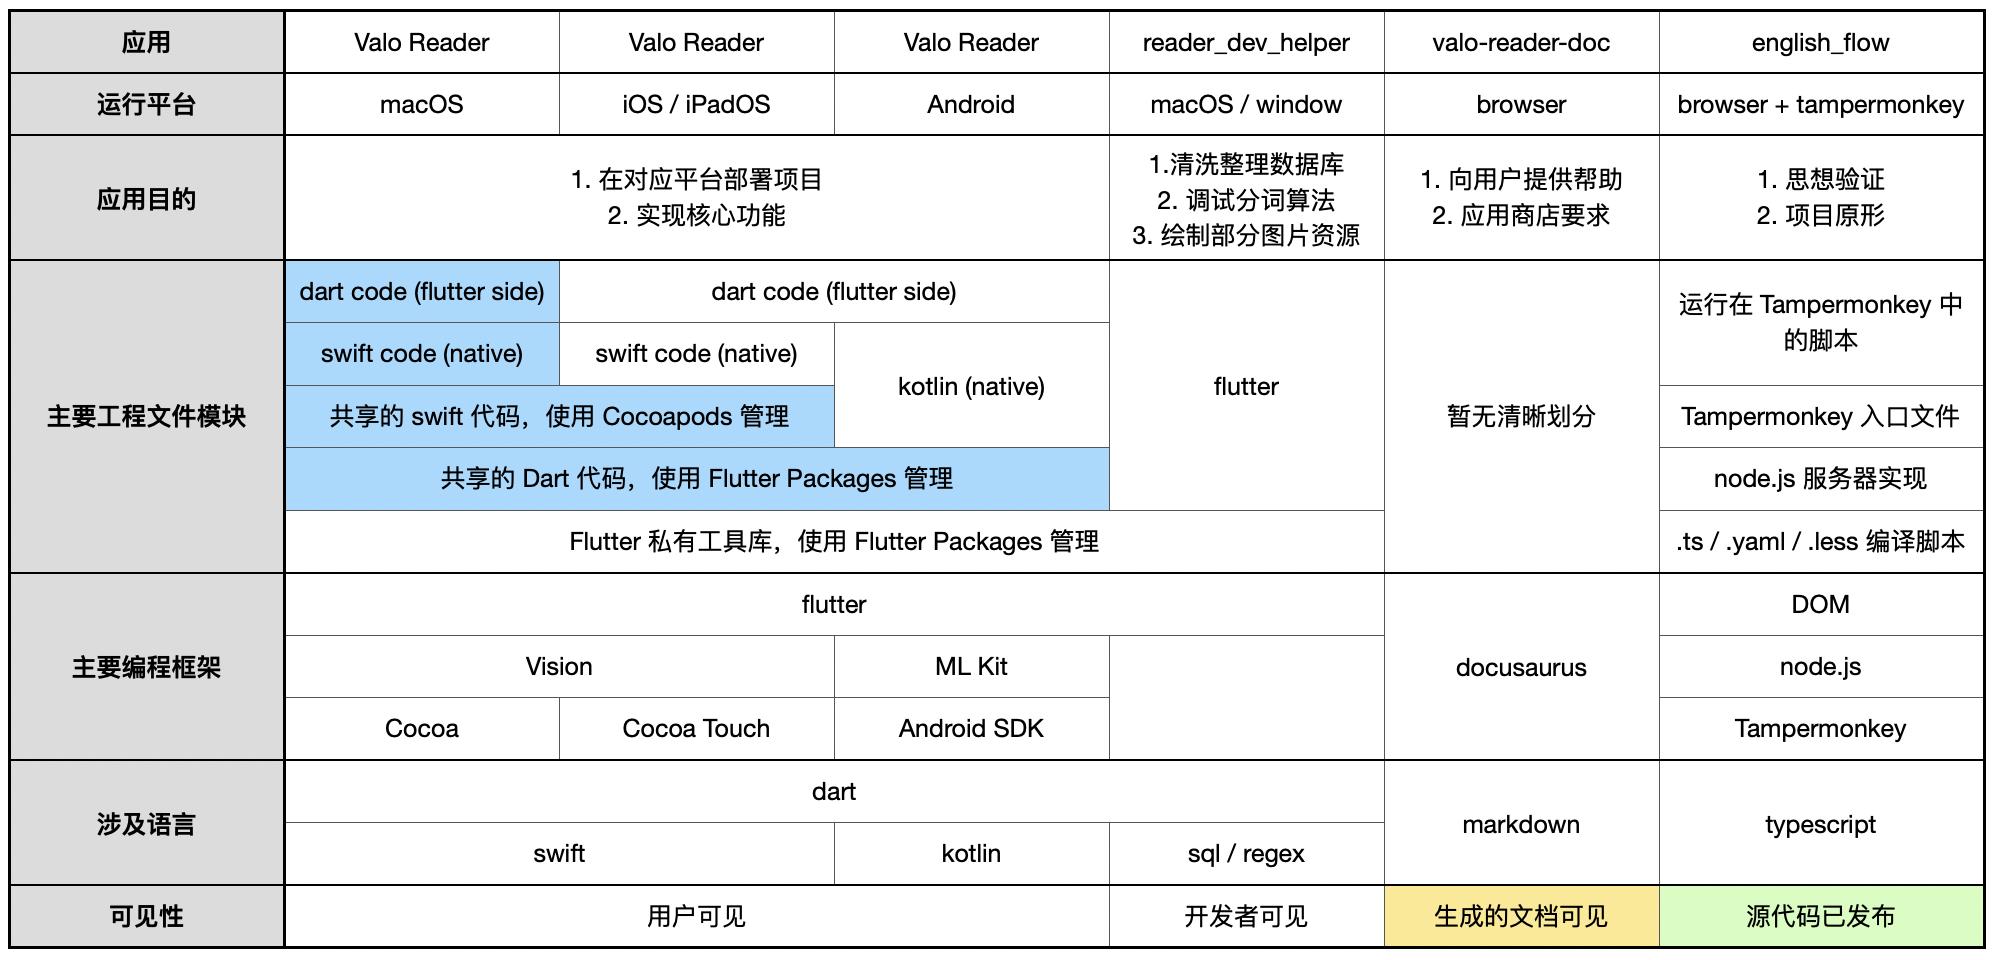 应用 Valo Reader Valo Reader Valo Reader reader_dev_helper valo-reader-doc english_flow
运行平台 macOS iOS / iPadOS Android macOS / window browser browser + tampermonkey
应用目的
1. 在对应平台部署项目
2. 实现核心功能
1.清洗整理数据库
2. 调试分词算法
3. 绘制部分图片资源
1. 向用户提供帮助
2. 应用商店要求
1. 思想验证
2. 项目原形
主要工程文件模块
dart code (flutter side) dart code (flutter side)
swift code (native) swift code (native)
kotlin (native)
共享的 swift 代码，使用 Cocoapods 管理
共享的 Dart 代码，使用 Flutter Packages 管理
flutter
Flutter 私有工具库，使用 Flutter Packages 管理
暂无清晰划分
运行在 Tampermonkey 中
的脚本
Tampermonkey 入口文件
node.js 服务器实现
.ts / .yaml / .less 编译脚本
主要编程框架
flutter
Vision ML Kit
Cocoa Cocoa Touch Android SDK
docusaurus
DOM
node.js
Tampermonkey
涉及语言
dart
swift kotlin sql / regex
markdown
typescript
可见性 用户可见 开发者可见 生成的文档可见 源代码已发布